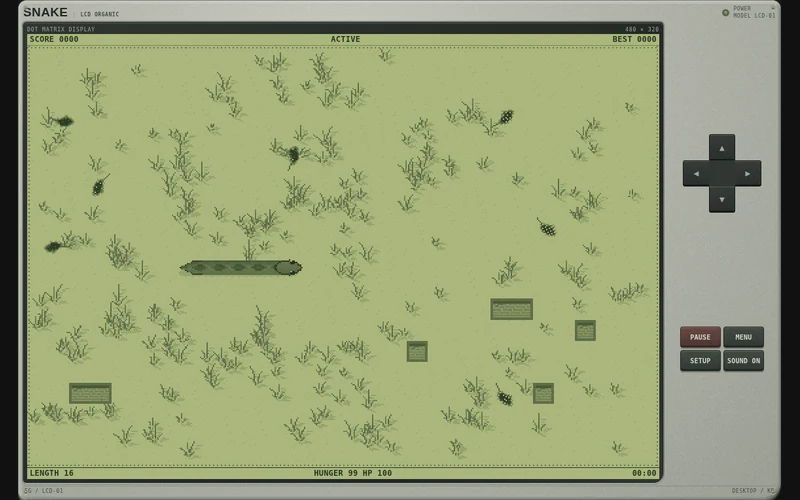 SNAKE LCD ORGANIC
POWER
MODEL LCD-01
DOT MATRIX DISPLAY 480 × 320
SCORE 0000 ACTIVE BEST 0000
PAUSE MENU
SETUP SOUND ON
LENGTH 16 HUNGER 99 HP 100 00:00
/ LCD-01 DESKTOP /